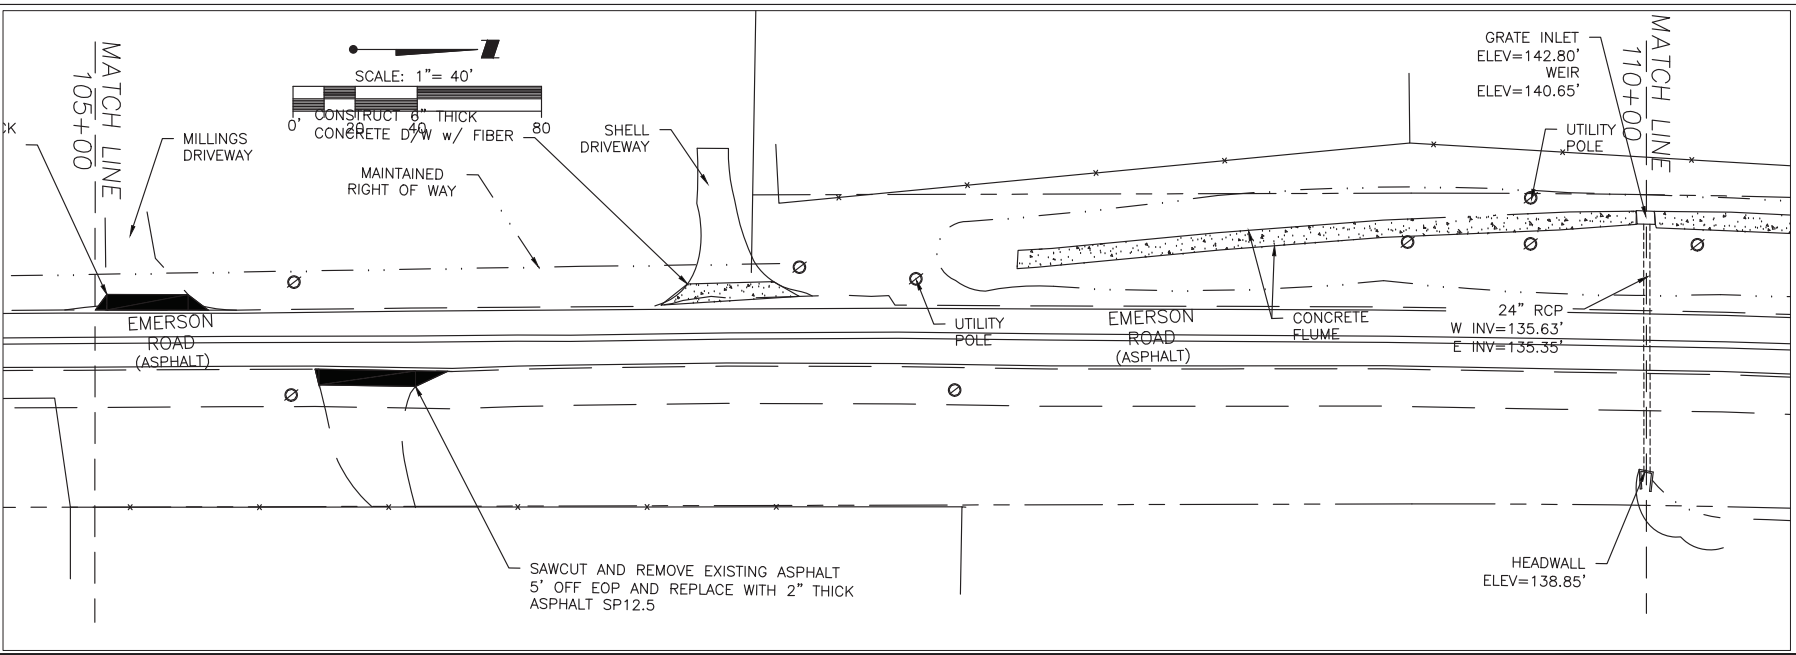 MATCH LINE
105+00
CK
MILLINGS
DRIVEWAY
SCALE: 1"= 40'
0' 20 40 80
CONSTRUCT 6" THICK
CONCRETE D/W w/ FIBER
MAINTAINED
RIGHT OF WAY
SHELL
DRIVEWAY
GRATE INLET
ELEV=142.80'
WEIR
ELEV=140.65'
MATCH LINE
110+00
UTILITY
POLE
EMERSON
ROAD
(ASPHALT)
UTILITY
POLE
EMERSON
ROAD
(ASPHALT)
CONCRETE
FLUME
24" RCP
W INV=135.63'
E INV=135.35'
SAWCUT AND REMOVE EXISTING ASPHALT
5' OFF EOP AND REPLACE WITH 2" THICK
ASPHALT SP12.5
HEADWALL
ELEV=138.85'